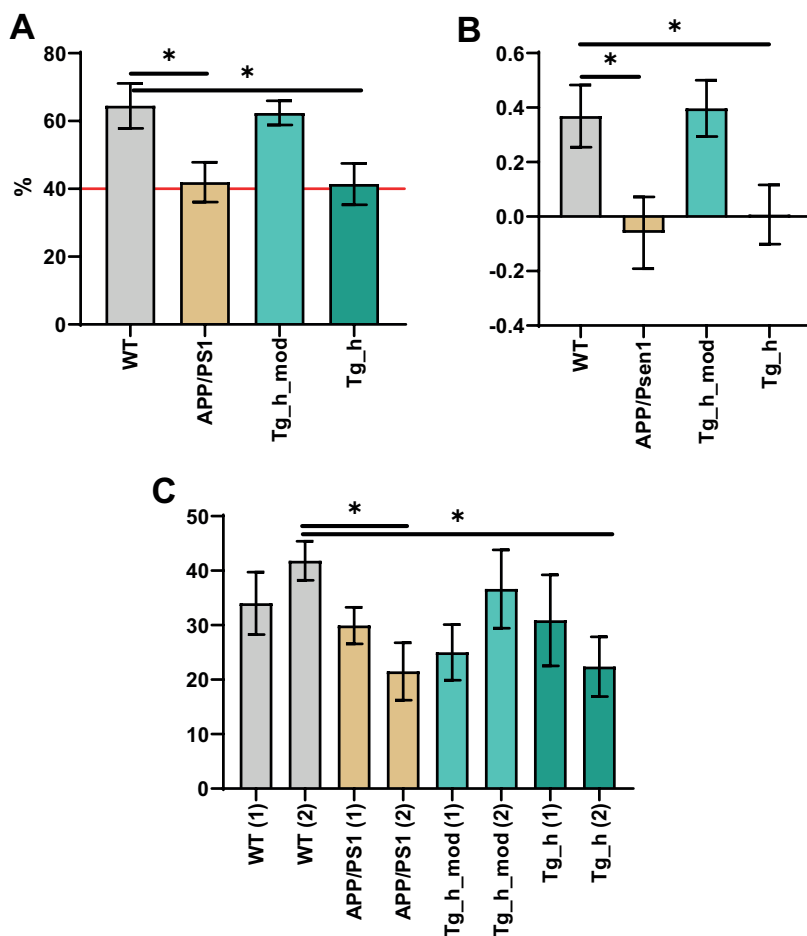 A
80
60
40
20
0
%
*
*
WT
APP/PS1
Tg_h_mod
Tg_h
B
0.6
0.4
0.2
0.0
-0.2
-0.4
*
*
WT
APP/Psen1
Tg_h_mod
Tg_h
C
50
40
30
20
10
0
*
*
WT (1)
WT (2)
APP/PS1 (1)
APP/PS1 (2)
Tg_h_mod (1)
Tg_h_mod (2)
Tg_h (1)
Tg_h (2)